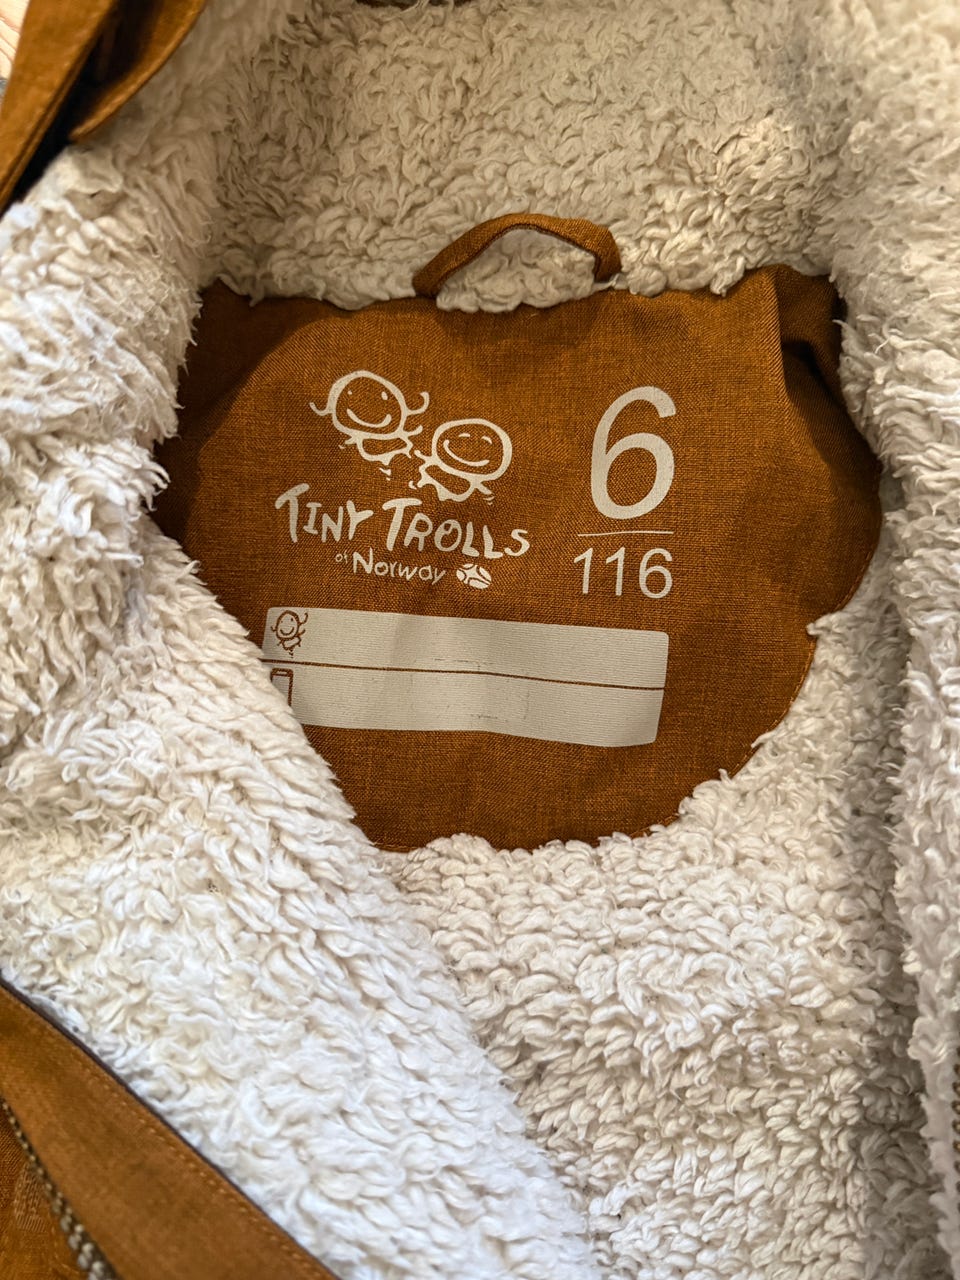 TINY TROLLS
of Norway
6
116